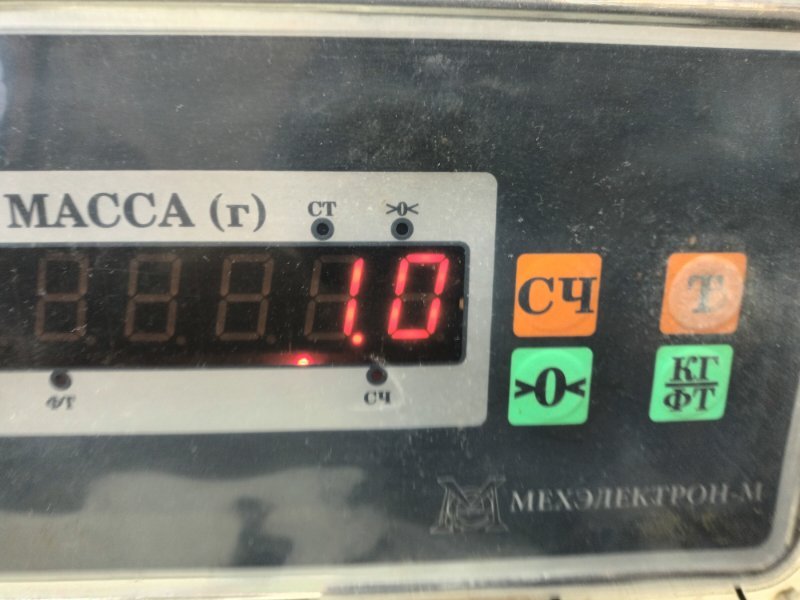 МАССА (г)
СТ >0<
1.0
Ф/Т СЧ
СЧ Т
>0< КГ
ФТ
МЕХЭЛЕКТРОН-М